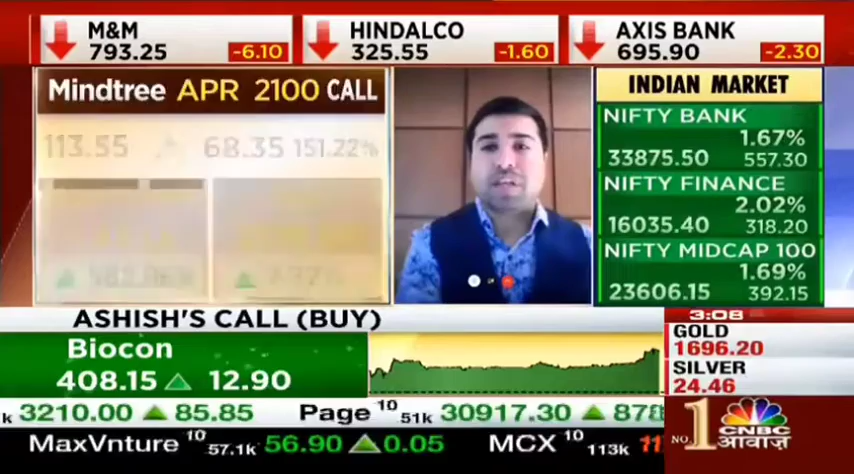 M&M
793.25 -6.10
HINDALCO
325.55 -1.60
AXIS BANK
695.90 -2.30
Mindtree APR 2100 CALL
113.55 68.35 151.22%
INDIAN MARKET
NIFTY BANK
1.67%
33875.50 557.30
NIFTY FINANCE
2.02%
16035.40 318.20
NIFTY MIDCAP 100
1.69%
23606.15 392.15
ASHISH'S CALL (BUY)
Biocon
408.15 12.90
3:08
GOLD
1696.20
SILVER
24.46
k 3210.00 85.85 Page 10 .51k 30917.30 878
MaxVnture 10 57.1k 56.90 0.05 MCX 10 113k
NO. 1 CNBC
आवाज़